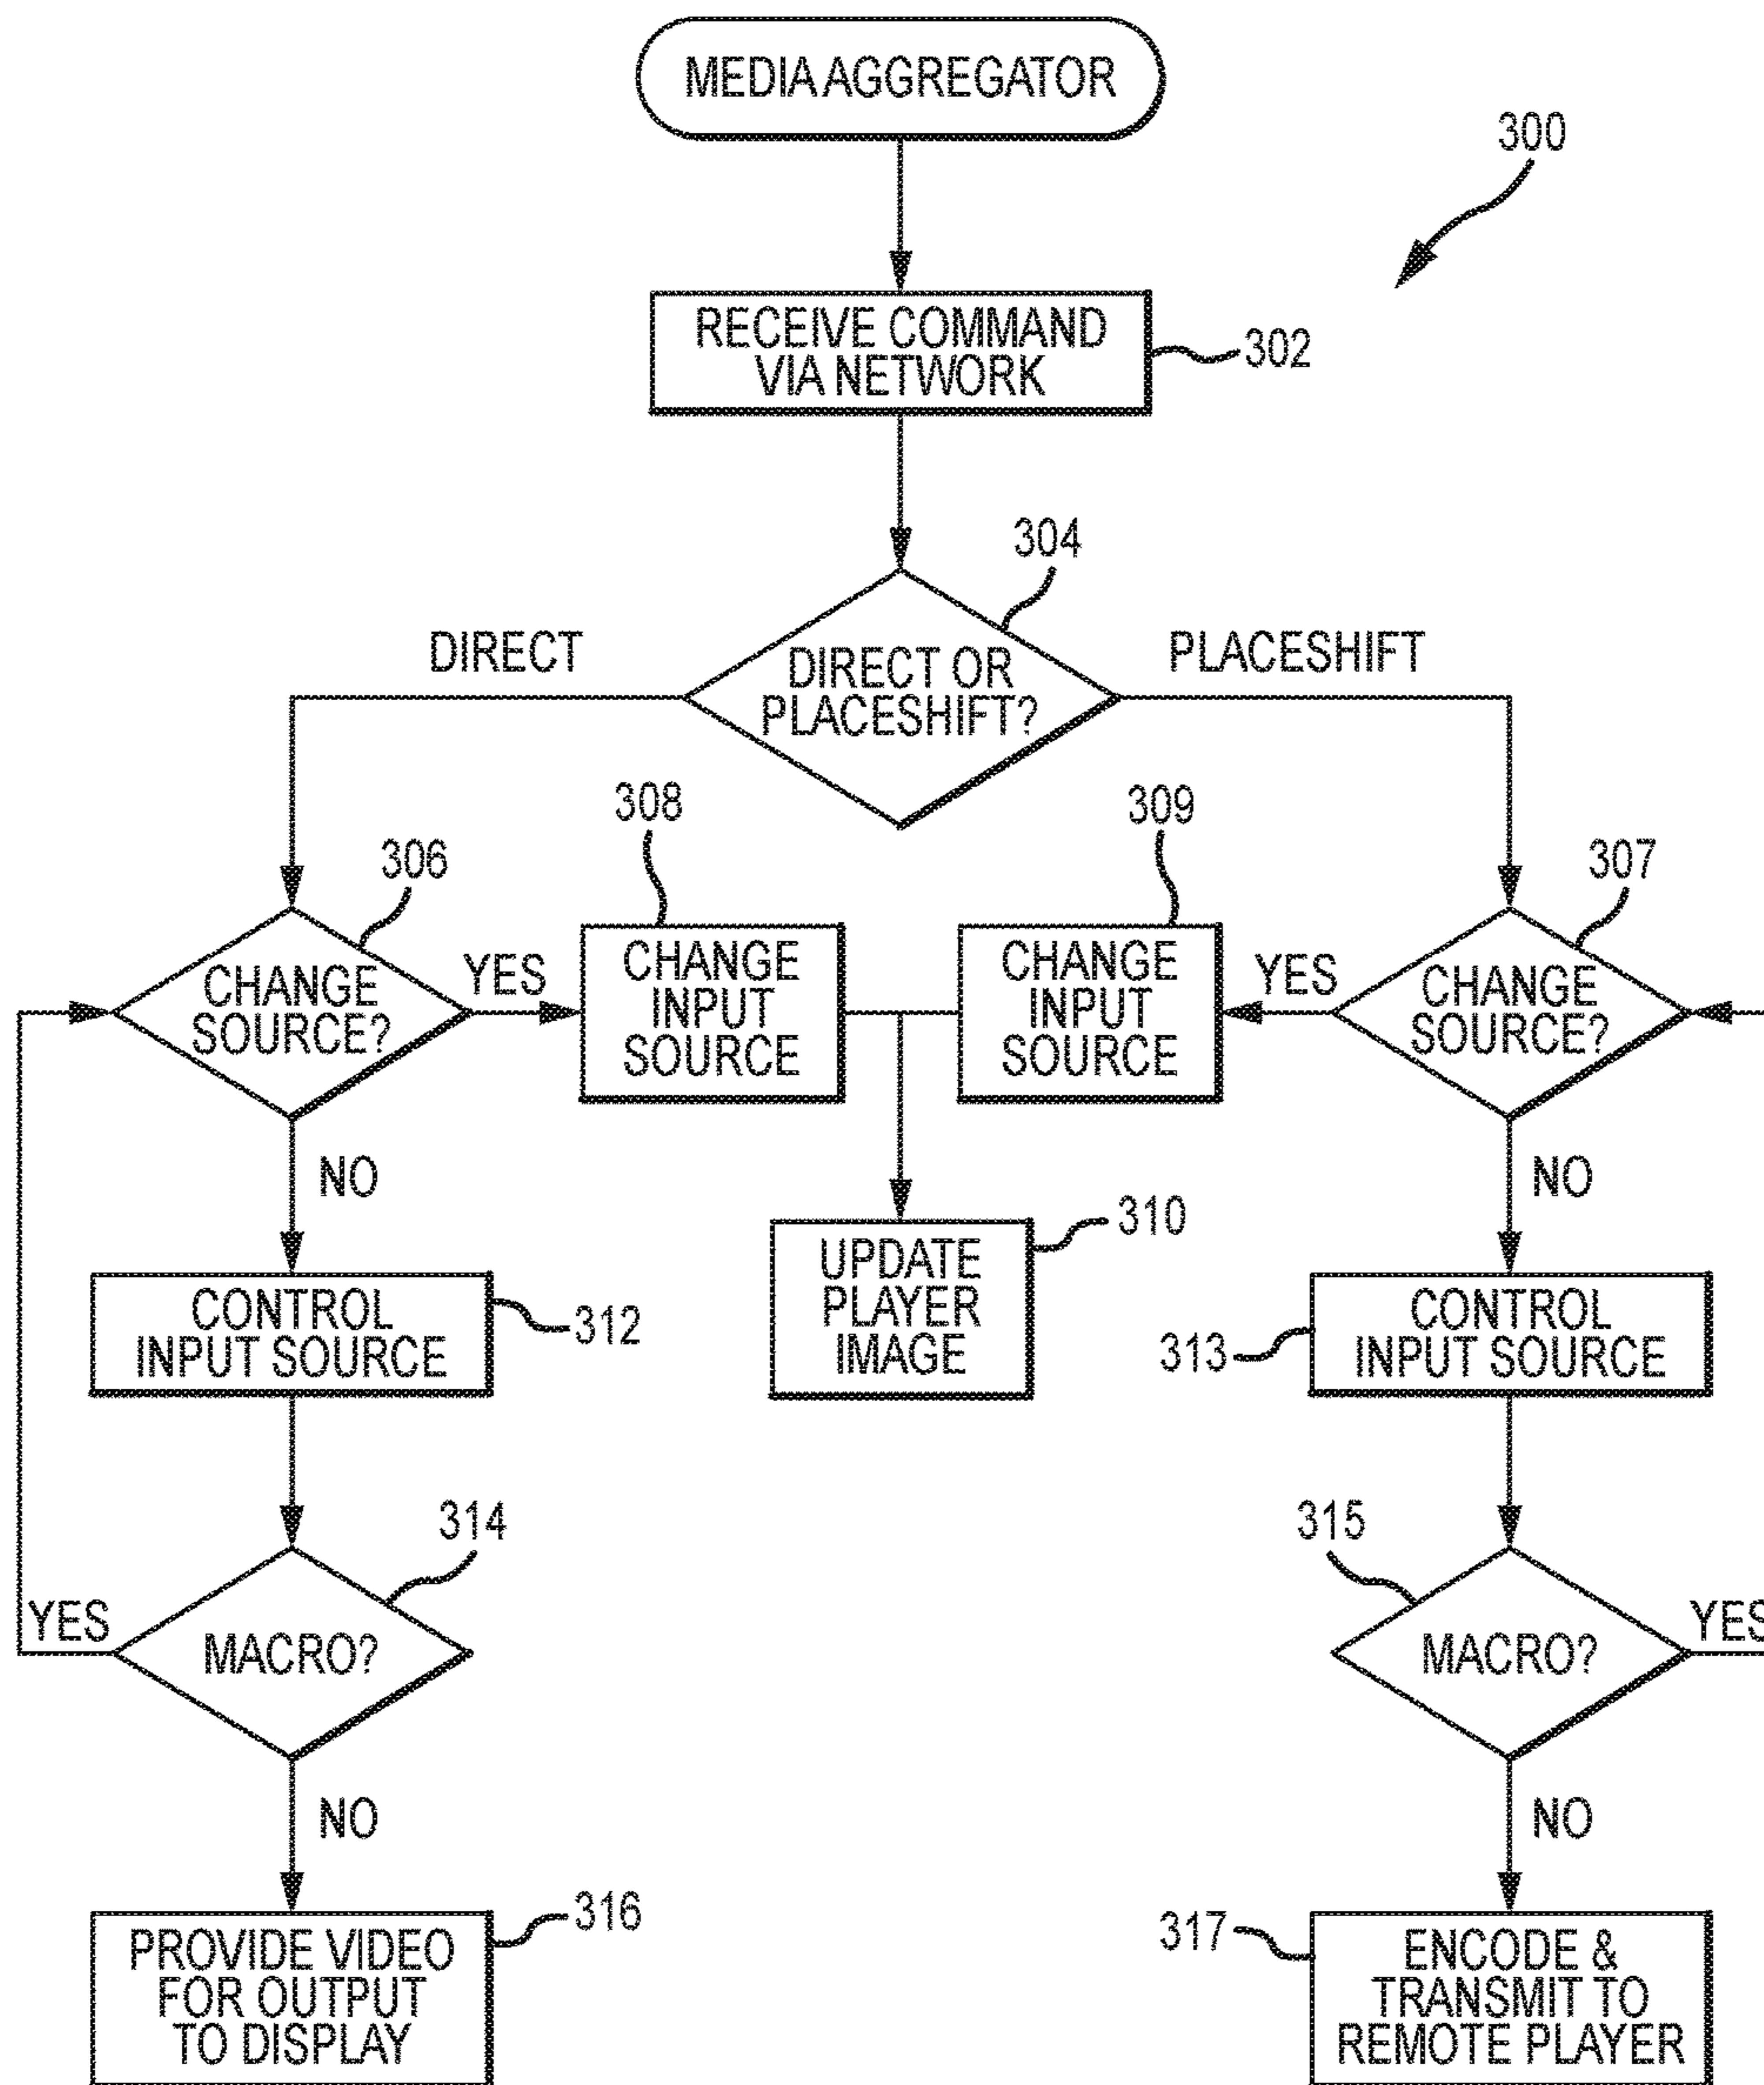 MEDIA AGGREGATOR
300
RECEIVE COMMAND
VIA NETWORK
302
304
DIRECT
DIRECT OR
PLACESHIFT?
PLACESHIFT
308
309
306
307
CHANGE
SOURCE?
YES
CHANGE
INPUT
SOURCE
CHANGE
INPUT
SOURCE
YES
CHANGE
SOURCE?
NO
NO
310
UPDATE
PLAYER
IMAGE
CONTROL
INPUT SOURCE
312
313
CONTROL
INPUT SOURCE
314
315
YES
MACRO?
MACRO?
YES
NO
NO
316
PROVIDE VIDEO
FOR OUTPUT
TO DISPLAY
317
ENCODE &
TRANSMIT TO
REMOTE PLAYER